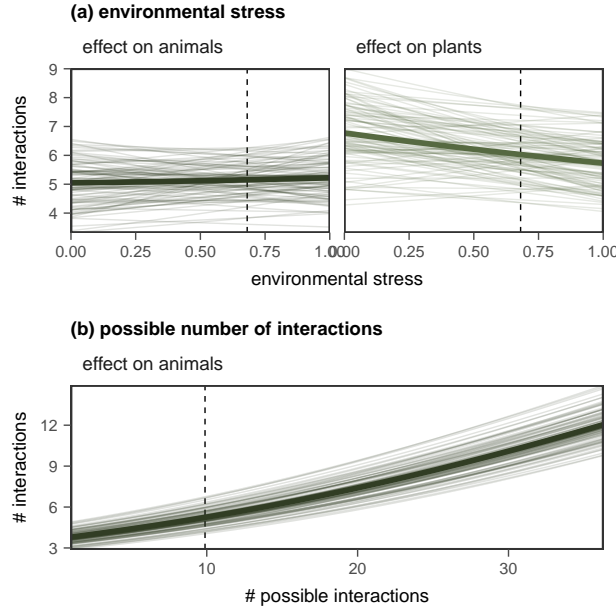 (a) environmental stress
effect on animals
effect on plants
# interactions
9
8
7
6
5
4
0.00 0.25 0.50 0.75 1.00
0.00 0.25 0.50 0.75 1.00
environmental stress
(b) possible number of interactions
effect on animals
# interactions
12
9
6
3
10 20 30
# possible interactions